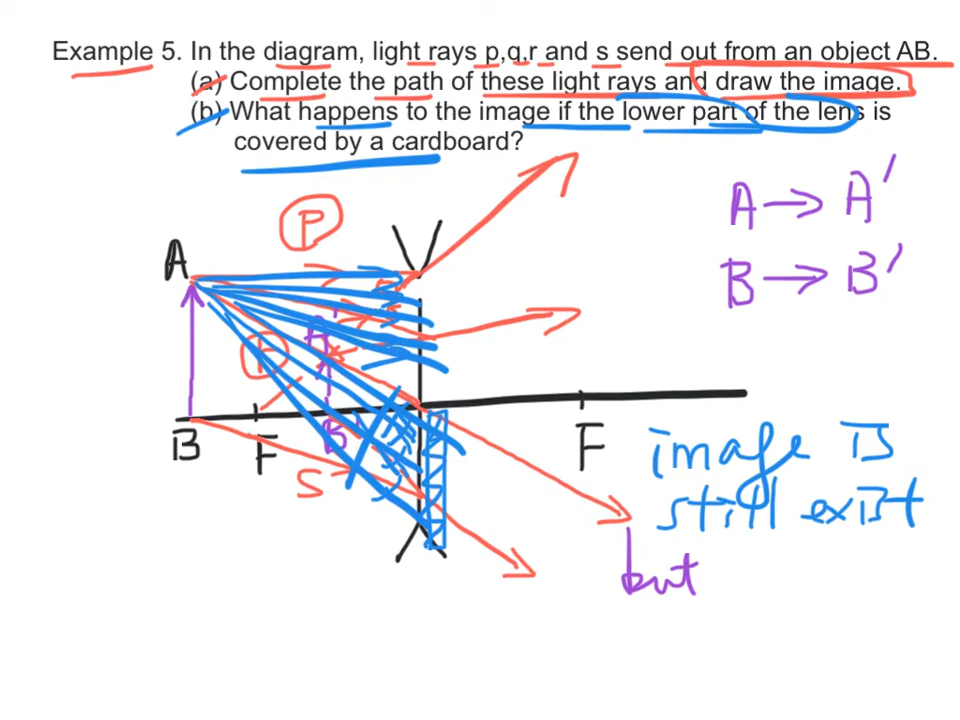 Example 5. In the diagram, light rays p,q,r and s send out from an object AB.
(a) Complete the path of these light rays and draw the image.
(b) What happens to the image if the lower part of the lens is
covered by a cardboard?
A → A'
B → B'
P
A
A'
B
F
B'
S
F
image is
still exist
but